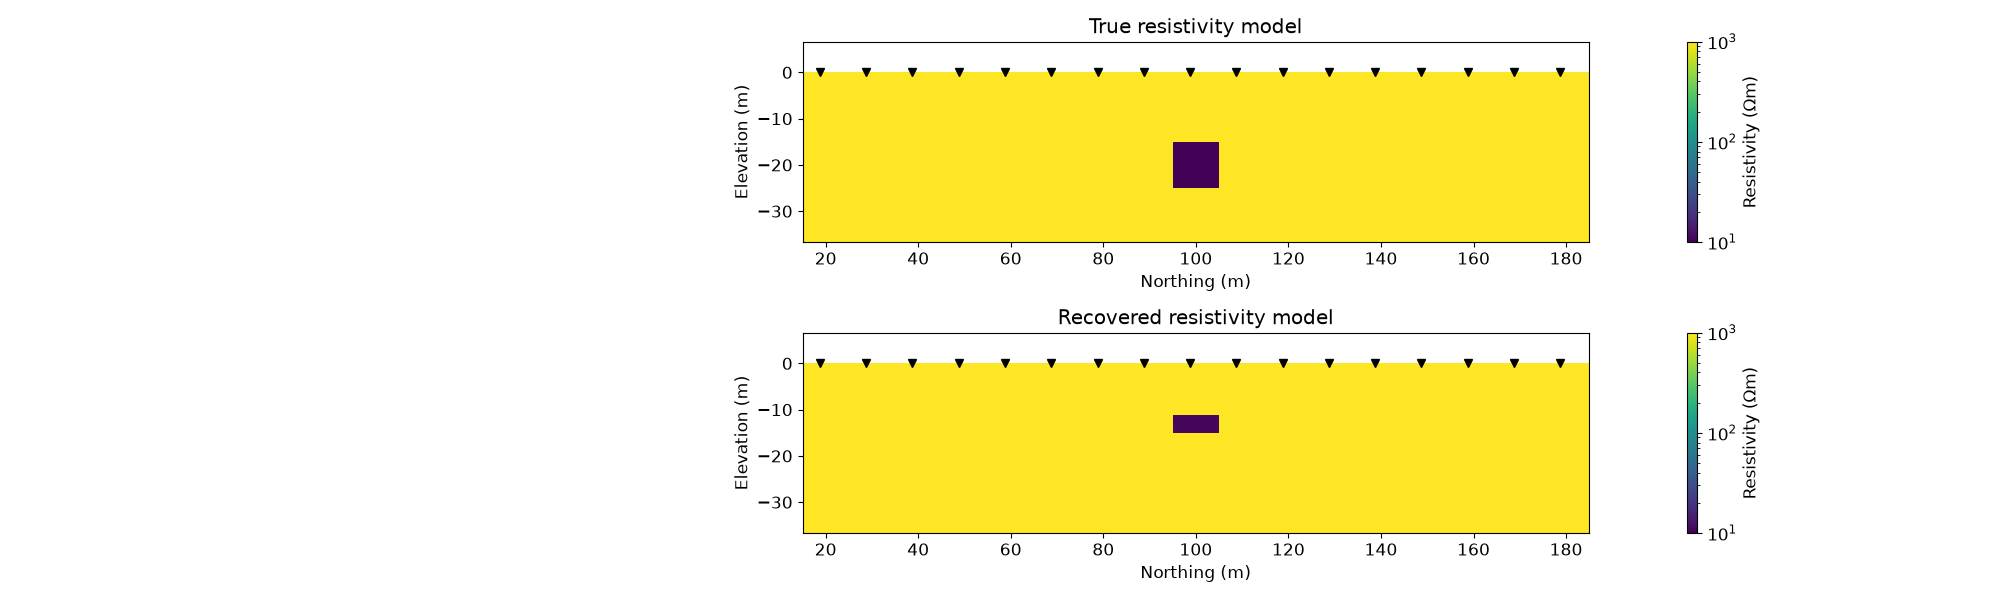 True resistivity model
0
−10
−20
−30
Elevation (m)
20 40 60 80 100 120 140 160 180
Northing (m)
10³
10²
10¹
Resistivity (Ωm)
Recovered resistivity model
0
−10
−20
−30
Elevation (m)
20 40 60 80 100 120 140 160 180
Northing (m)
10³
10²
10¹
Resistivity (Ωm)